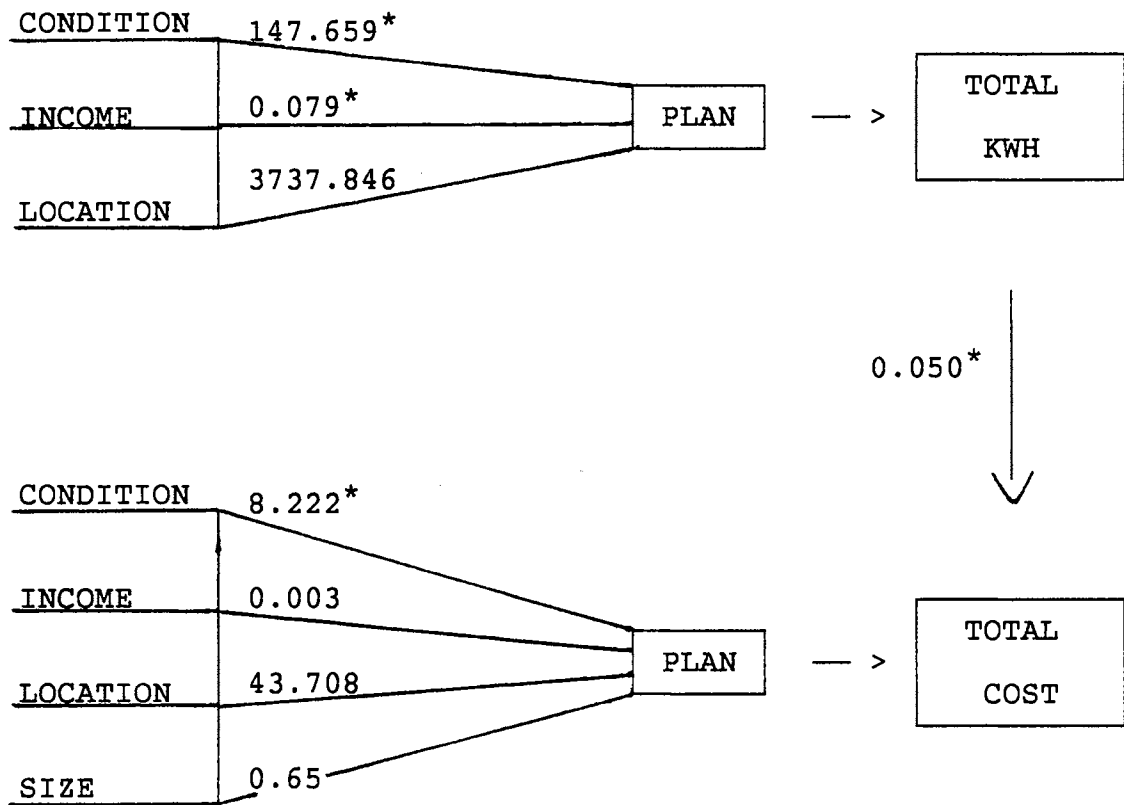 CONDITION 147.659*
INCOME 0.079*
LOCATION 3737.846
PLAN — >
TOTAL
KWH
0.050*
CONDITION 8.222*
INCOME 0.003
LOCATION 43.708
SIZE 0.65
PLAN — >
TOTAL
COST